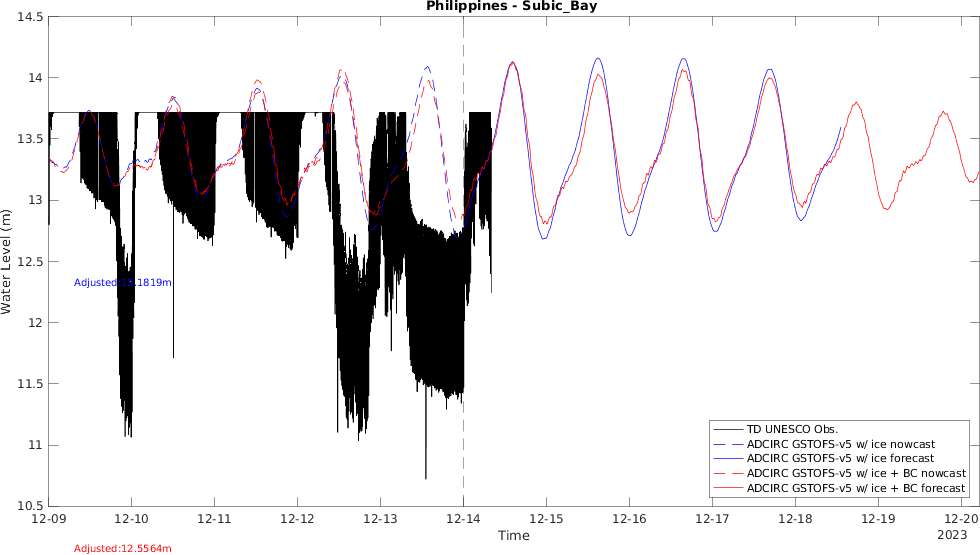 Philippines - Subic_Bay
14.5
14
13.5
13
12.5
12
11.5
11
10.5
Water Level (m)
12-09 12-10 12-11 12-12 12-13 12-14 12-15 12-16 12-17 12-18 12-19 12-20
Time
2023
TD UNESCO Obs.
ADCIRC GSTOFS-v5 w/ ice nowcast
ADCIRC GSTOFS-v5 w/ ice forecast
ADCIRC GSTOFS-v5 w/ ice + BC nowcast
ADCIRC GSTOFS-v5 w/ ice + BC forecast
Adjusted:12.5564m